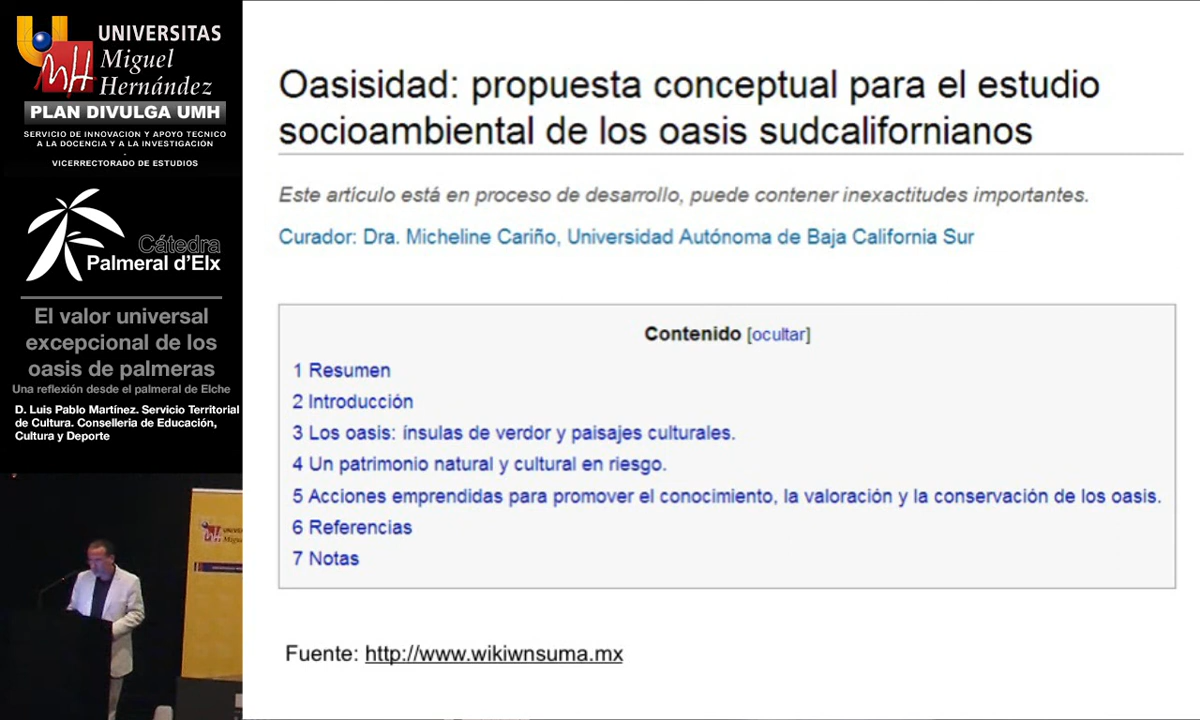 UNIVERSITAS
Miguel
Hernández
PLAN DIVULGA UMH
SERVICIO DE INNOVACION Y APOYO TECNICO
A LA DOCENCIA Y A LA INVESTIGACION
VICERRECTORADO DE ESTUDIOS
Cátedra
Palmeral d'Elx
El valor universal
excepcional de los
oasis de palmeras
Una reflexión desde el palmeral de Elche
D. Luis Pablo Martínez. Servicio Territorial
de Cultura. Conselleria de Educación,
Cultura y Deporte
Oasisidad: propuesta conceptual para el estudio
socioambiental de los oasis sudcalifornianos
Este artículo está en proceso de desarrollo, puede contener inexactitudes importantes.
Curador: Dra. Micheline Cariño, Universidad Autónoma de Baja California Sur
Contenido [ocultar]
1 Resumen
2 Introducción
3 Los oasis: ínsulas de verdor y paisajes culturales.
4 Un patrimonio natural y cultural en riesgo.
5 Acciones emprendidas para promover el conocimiento, la valoración y la conservación de los oasis.
6 Referencias
7 Notas
Fuente: http://www.wikiwnsuma.mx